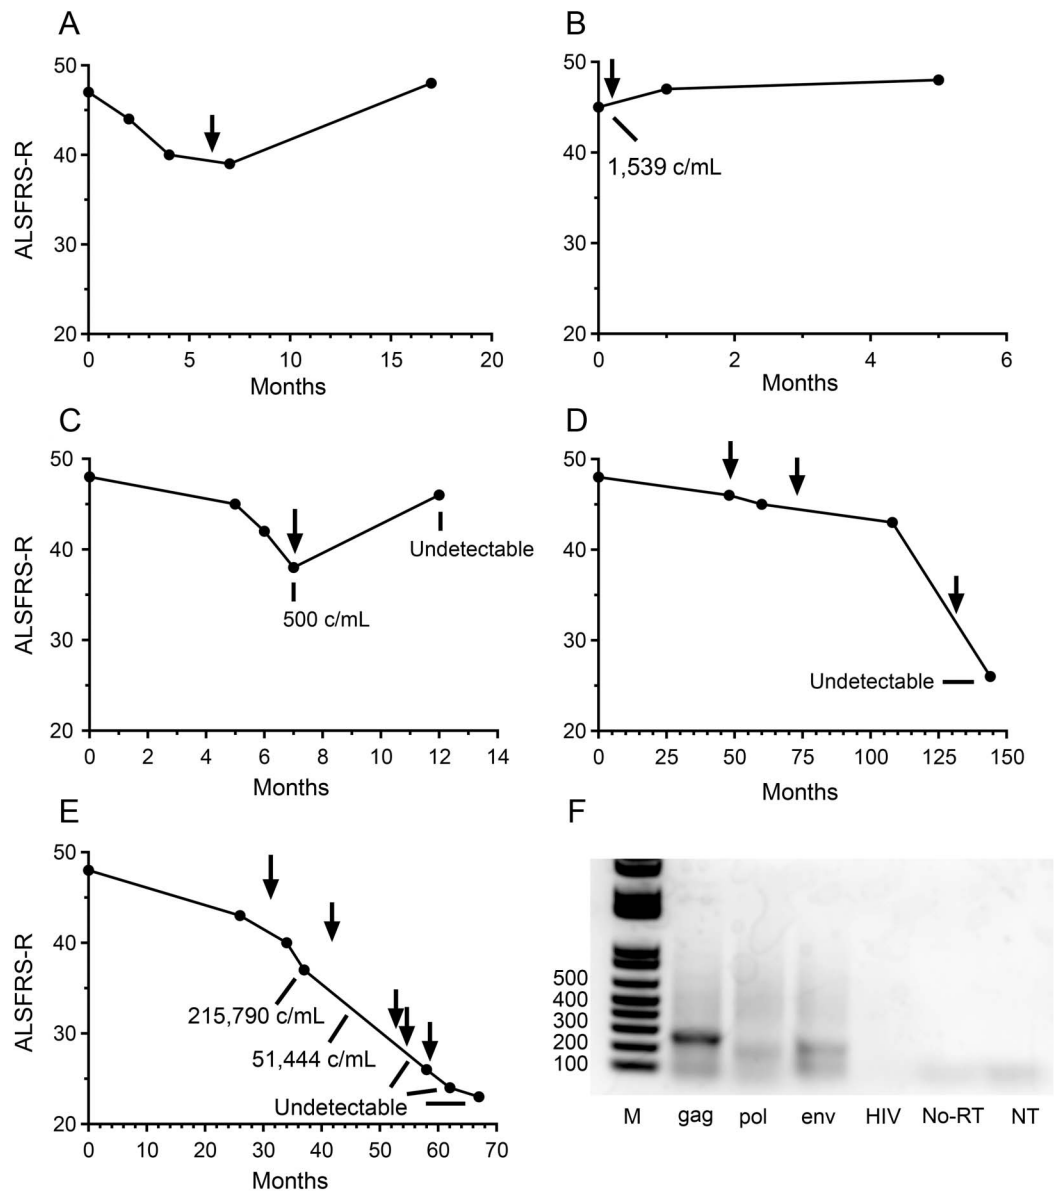 A
50
40
30
20
ALSFRS-R
0
5
10
15
20
Months
B
50
40
30
20
1,539 c/mL
0
2
4
6
Months
C
50
40
30
20
ALSFRS-R
Undetectable
500 c/mL
0
2
4
6
8
10
12
14
Months
D
50
40
30
20
Undetectable
0
25
50
75
100
125
150
Months
E
50
40
30
20
ALSFRS-R
215,790 c/mL
51,444 c/mL
Undetectable
0
10
20
30
40
50
60
70
Months
F
500
400
300
200
100
M
gag
pol
env
HIV
No-RT
NT